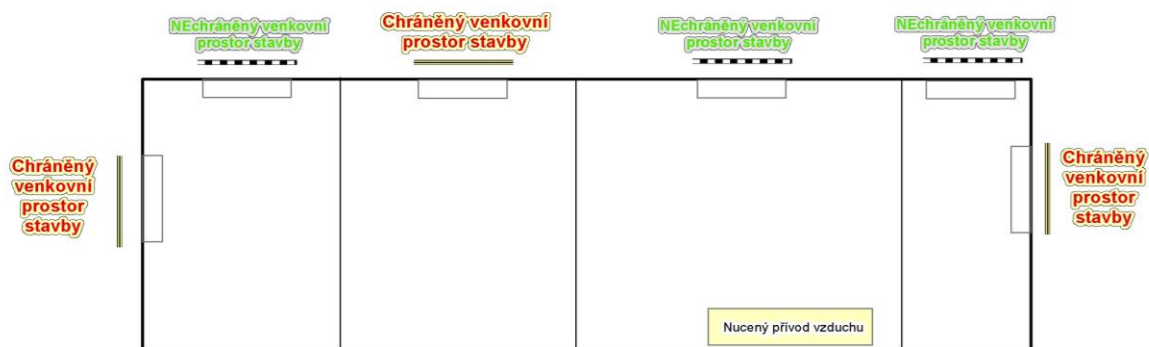 NEchráněný venkovní
prostor stavby
Chráněný venkovní
prostor stavby
NEchráněný venkovní
prostor stavby
NEchráněný venkovní
prostor stavby
Chráněný
venkovní
prostor
stavby
Chráněný
venkovní
prostor
stavby
Nucený přívod vzduchu